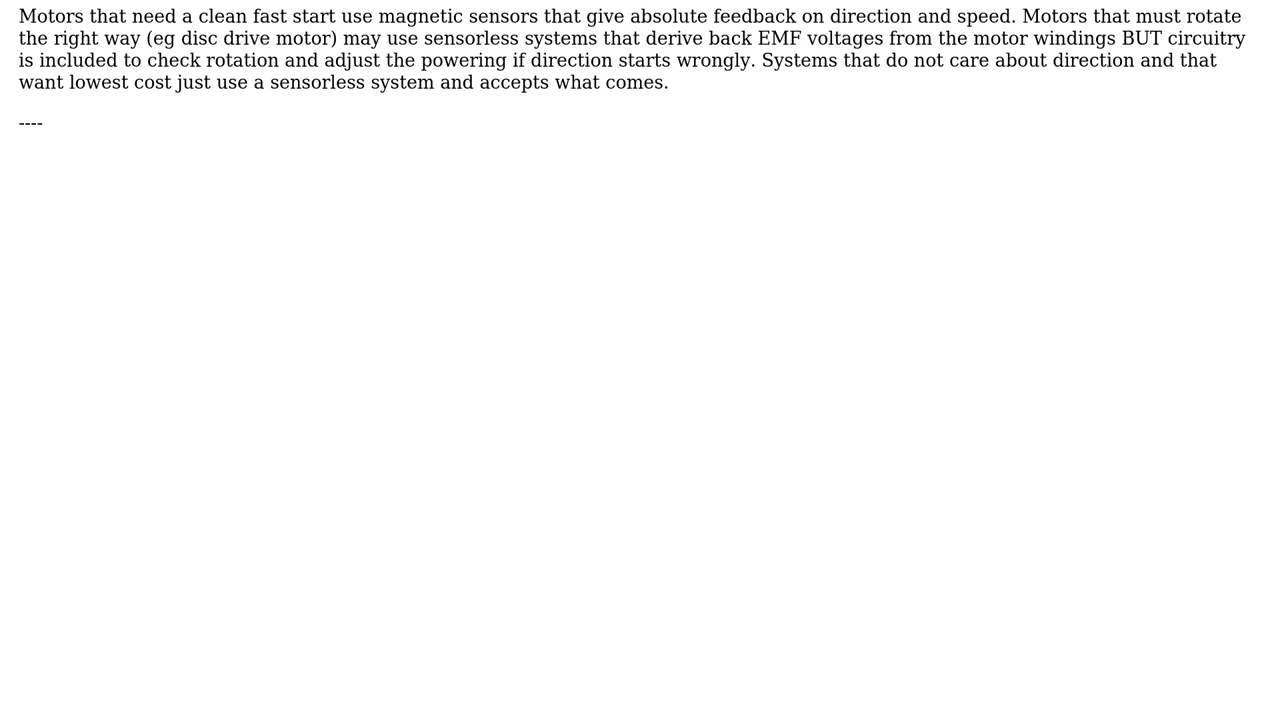 Motors that need a clean fast start use magnetic sensors that give absolute feedback on direction and speed. Motors that must rotate
the right way (eg disc drive motor) may use sensorless systems that derive back EMF voltages from the motor windings BUT circuitry
is included to check rotation and adjust the powering if direction starts wrongly. Systems that do not care about direction and that
want lowest cost just use a sensorless system and accepts what comes.
----